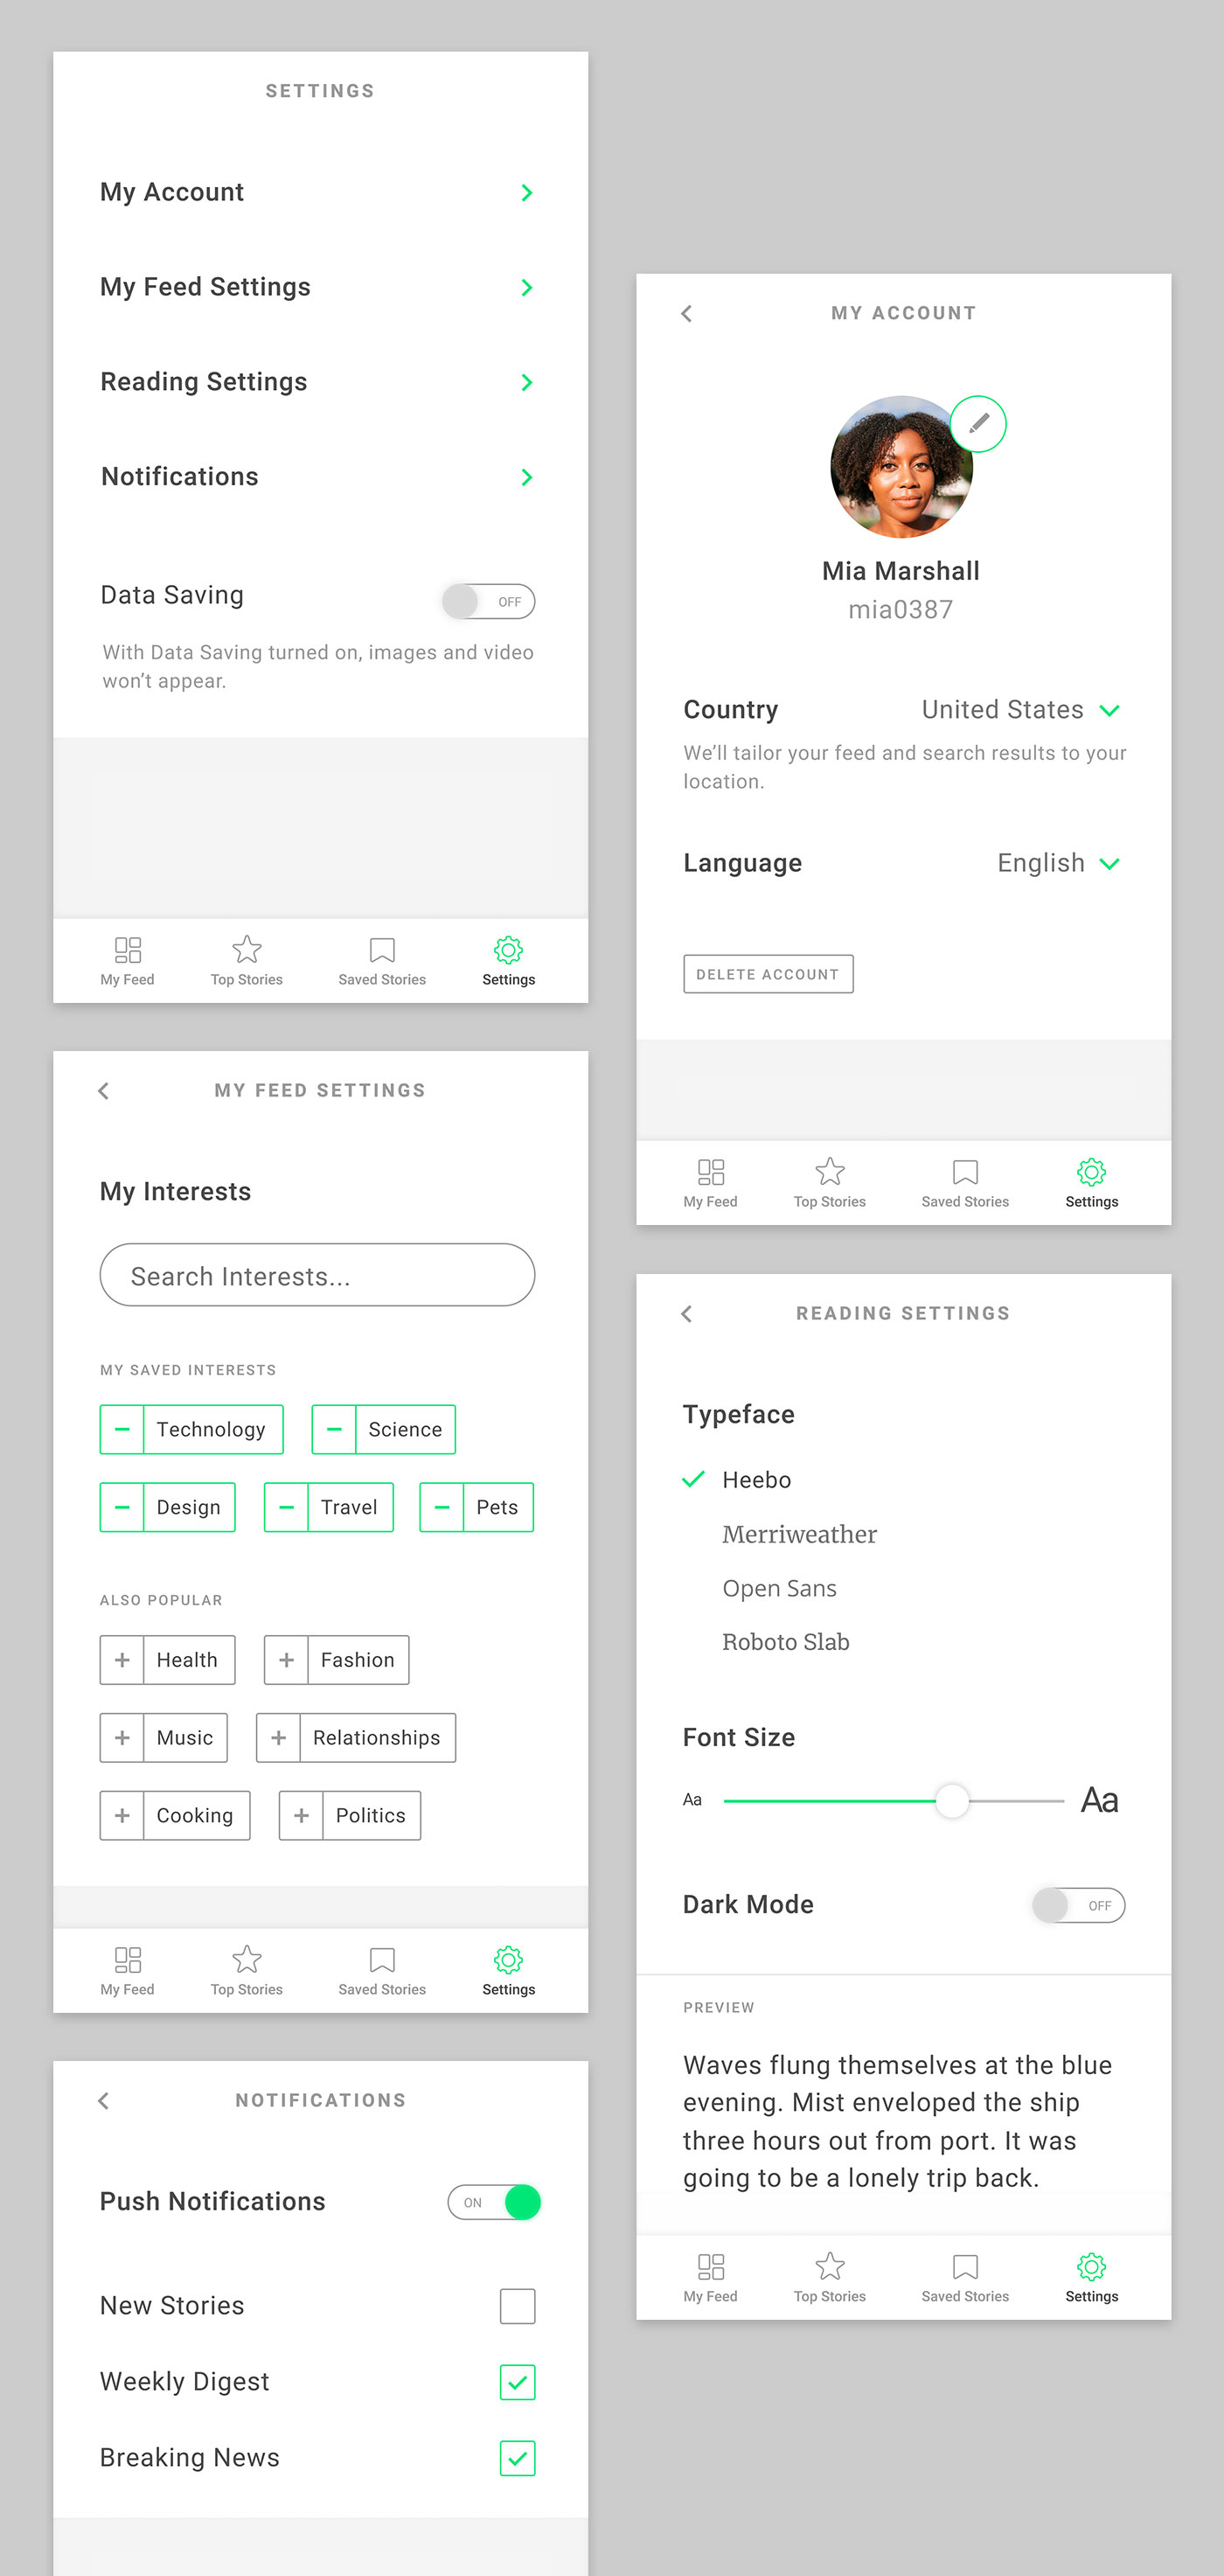 SETTINGS
My Account
My Feed Settings
Reading Settings
Notifications
Data Saving
OFF
With Data Saving turned on, images and video
won’t appear.
My Feed Top Stories Saved Stories Settings
MY ACCOUNT
Mia Marshall
mia0387
Country United States
We’ll tailor your feed and search results to your
location.
Language English
DELETE ACCOUNT
My Feed Top Stories Saved Stories Settings
MY FEED SETTINGS
My Interests
Search Interests...
MY SAVED INTERESTS
Technology Science
Design Travel Pets
ALSO POPULAR
Health Fashion
Music Relationships
Cooking Politics
My Feed Top Stories Saved Stories Settings
READING SETTINGS
Typeface
Heebo
Merriweather
Open Sans
Roboto Slab
Font Size
Aa Aa
Dark Mode OFF
PREVIEW
Waves flung themselves at the blue
evening. Mist enveloped the ship
three hours out from port. It was
going to be a lonely trip back.
My Feed Top Stories Saved Stories Settings
NOTIFICATIONS
Push Notifications ON
New Stories
Weekly Digest
Breaking News